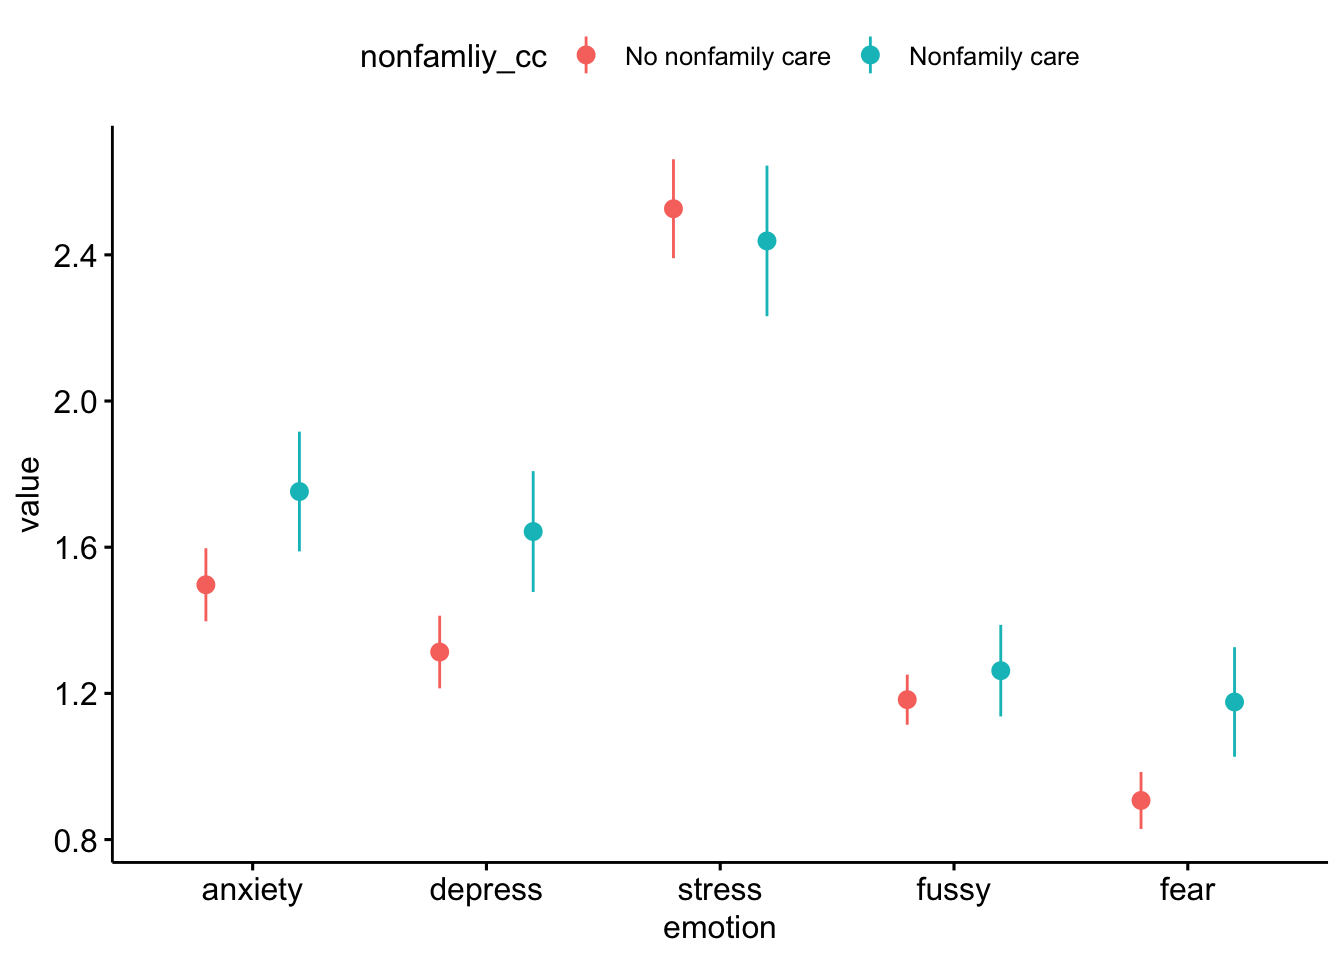 nonfamliy_cc No nonfamily care Nonfamily care
2.4
2.0
1.6
1.2
0.8
value
anxiety depress stress fussy fear
emotion